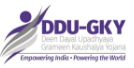 DDU-GKY
Deen Dayal Upadhyaya
Grameen Kaushalya Yojana
Empowering India • Powering the World